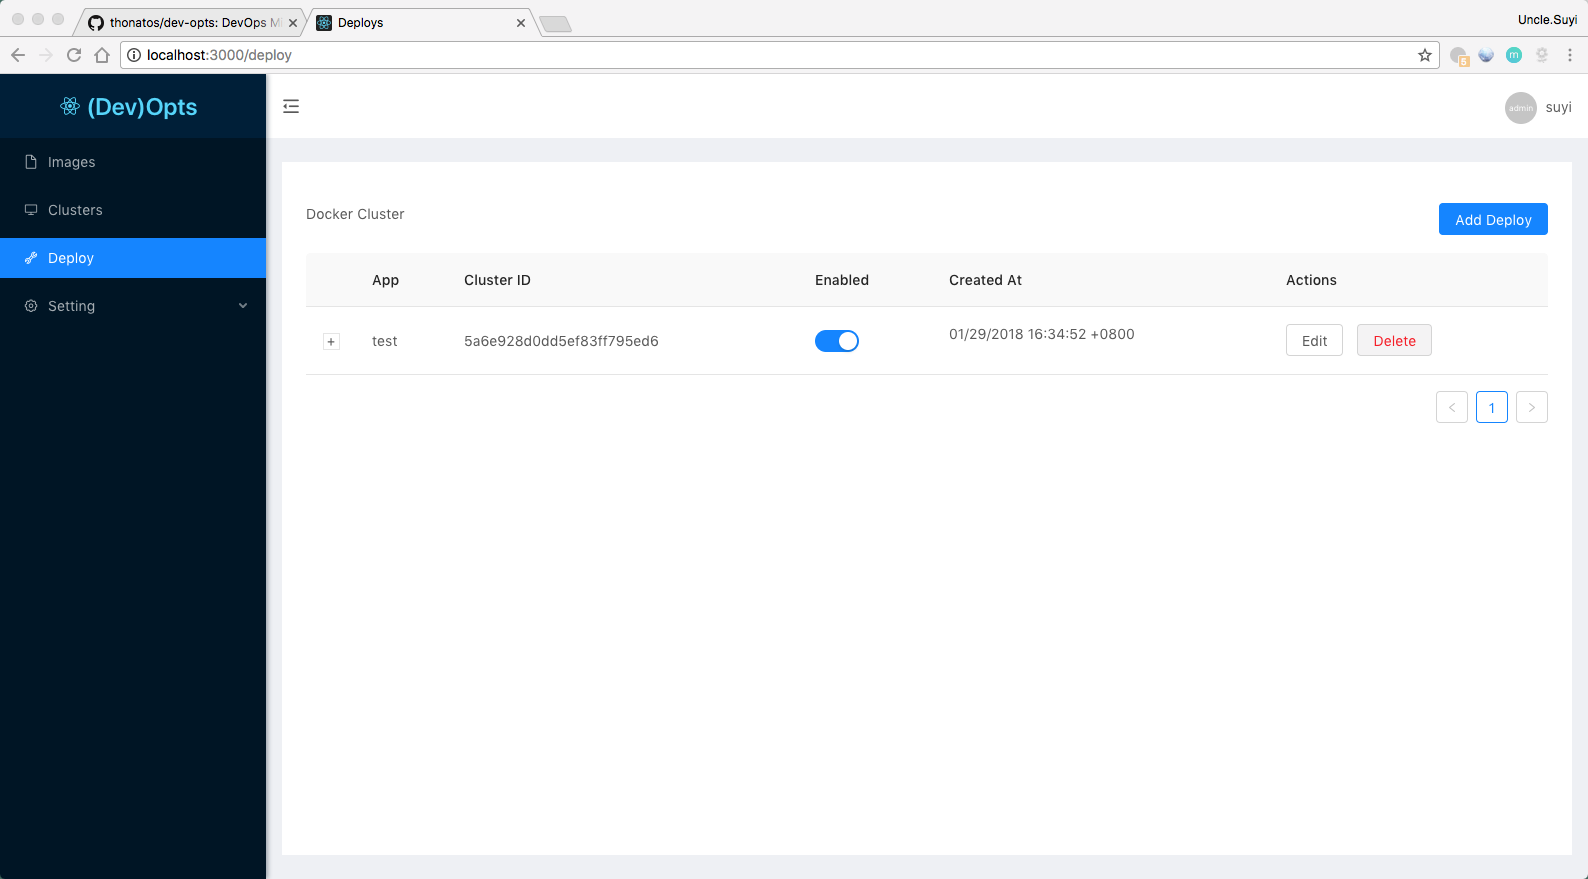 thonatos/dev-opts: DevOps Mi
Deploys
Uncle.Suyi
localhost:3000/deploy
5
m
(Dev)Opts
admin
suyi
Images
Clusters
Deploy
Setting
Docker Cluster
Add Deploy
App Cluster ID Enabled Created At Actions
+ test 5a6e928d0dd5ef83ff795ed6 01/29/2018 16:34:52 +0800 Edit Delete
< 1 >